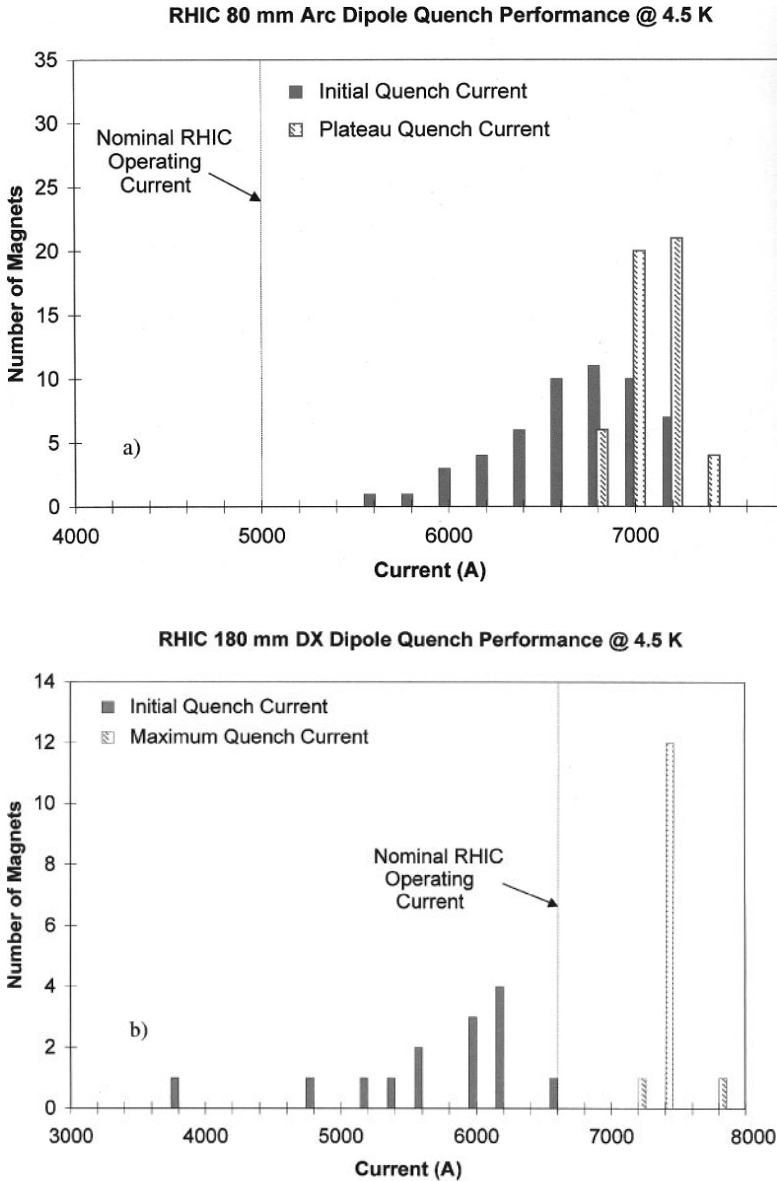 RHIC 80 mm Arc Dipole Quench Performance @ 4.5 K
35
30
25
20
15
10
5
0
Number of Magnets
Initial Quench Current
Plateau Quench Current
Nominal RHIC
Operating
Current
a)
4000
5000
6000
7000
Current (A)
RHIC 180 mm DX Dipole Quench Performance @ 4.5 K
14
12
10
8
6
4
2
0
Number of Magnets
Initial Quench Current
Maximum Quench Current
Nominal RHIC
Operating
Current
b)
3000
4000
5000
6000
7000
8000
Current (A)